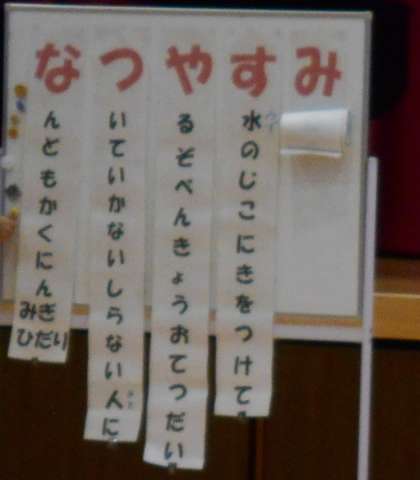 なつやすみ
んどもかくにん
みぎ
ひだり
いていかないしらない人に
るぞべんきょうおてつだい
水のじこにきをつけて